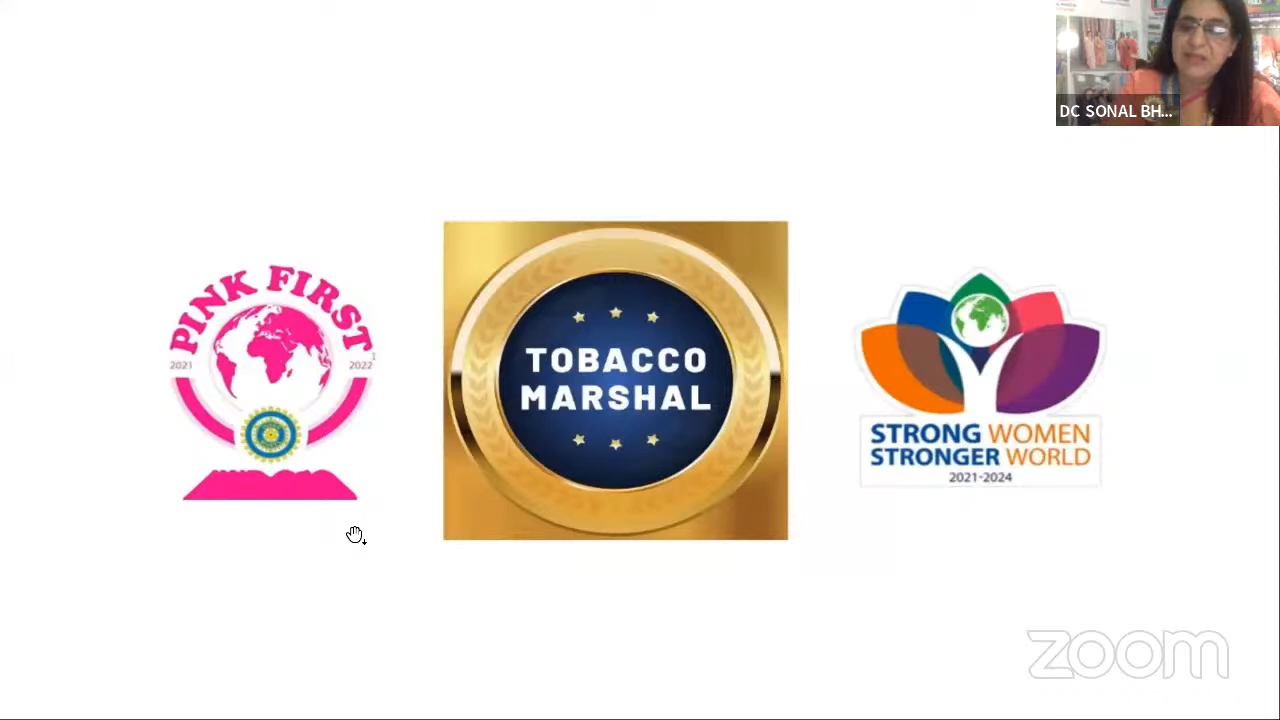 DC SONAL BH...
PINK FIRST
2021
2022
TOBACCO
MARSHAL
STRONG WOMEN
STRONGER WORLD
2021-2024
zoom